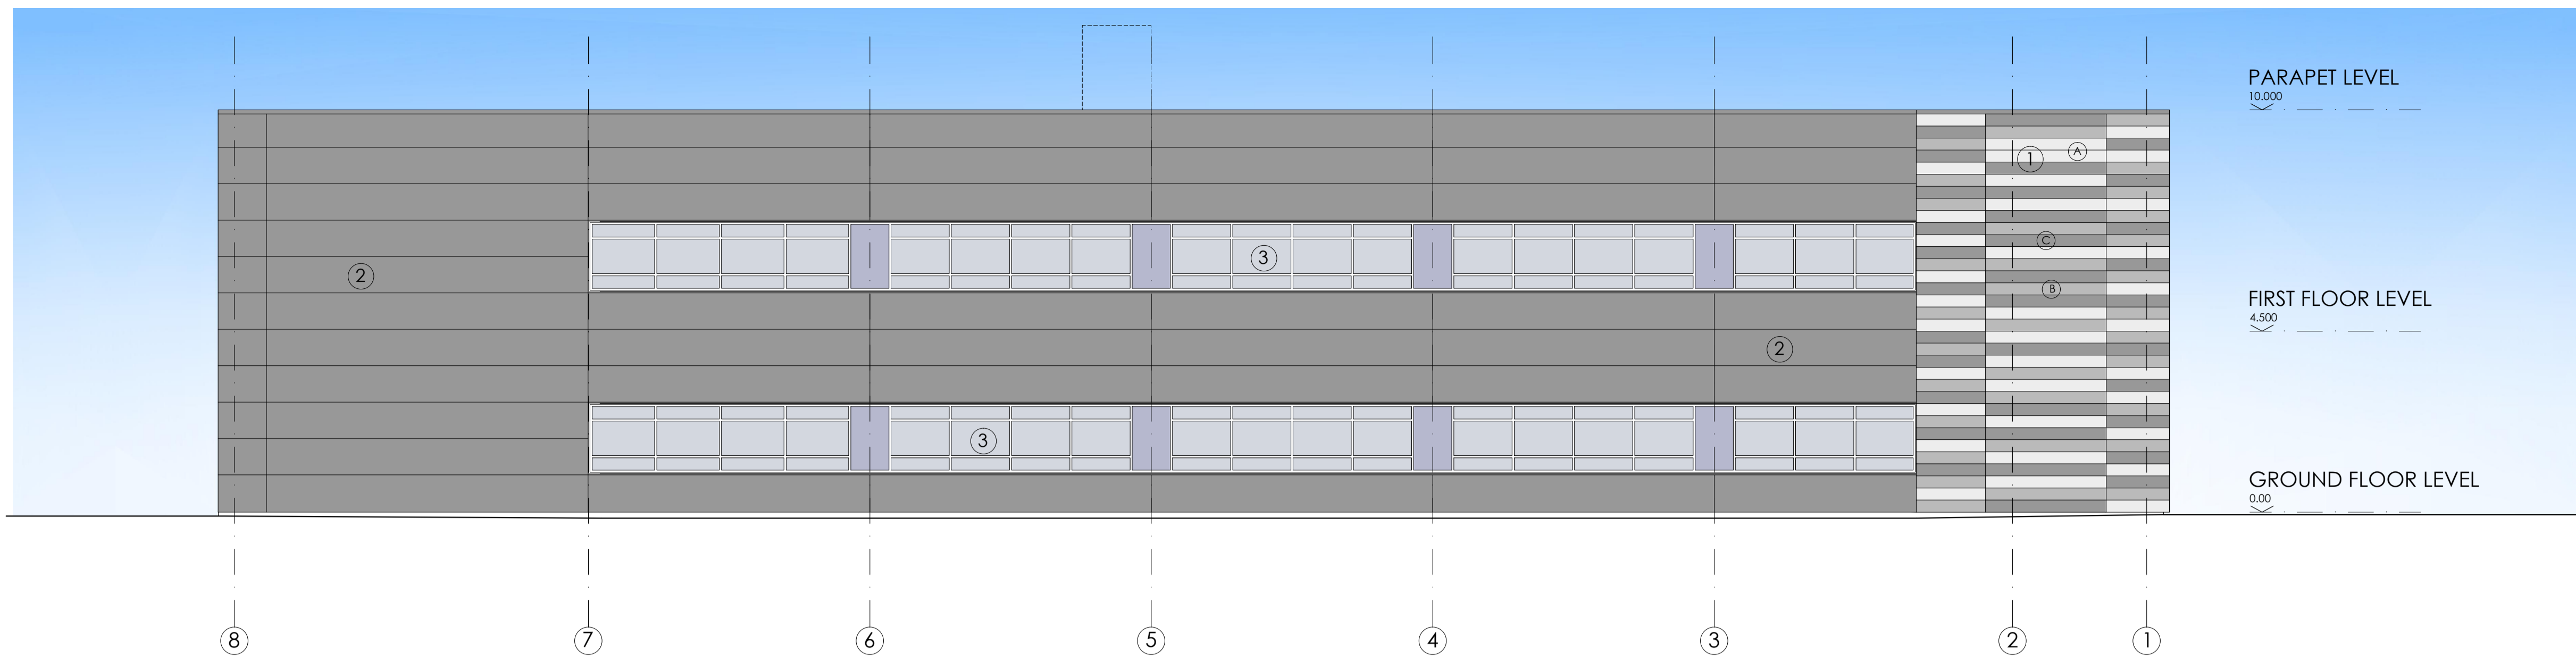 PARAPET LEVEL
10.000
1
A
C
3
2
B
FIRST FLOOR LEVEL
4.500
2
3
GROUND FLOOR LEVEL
0.00
8 7 6 5 4 3 2 1